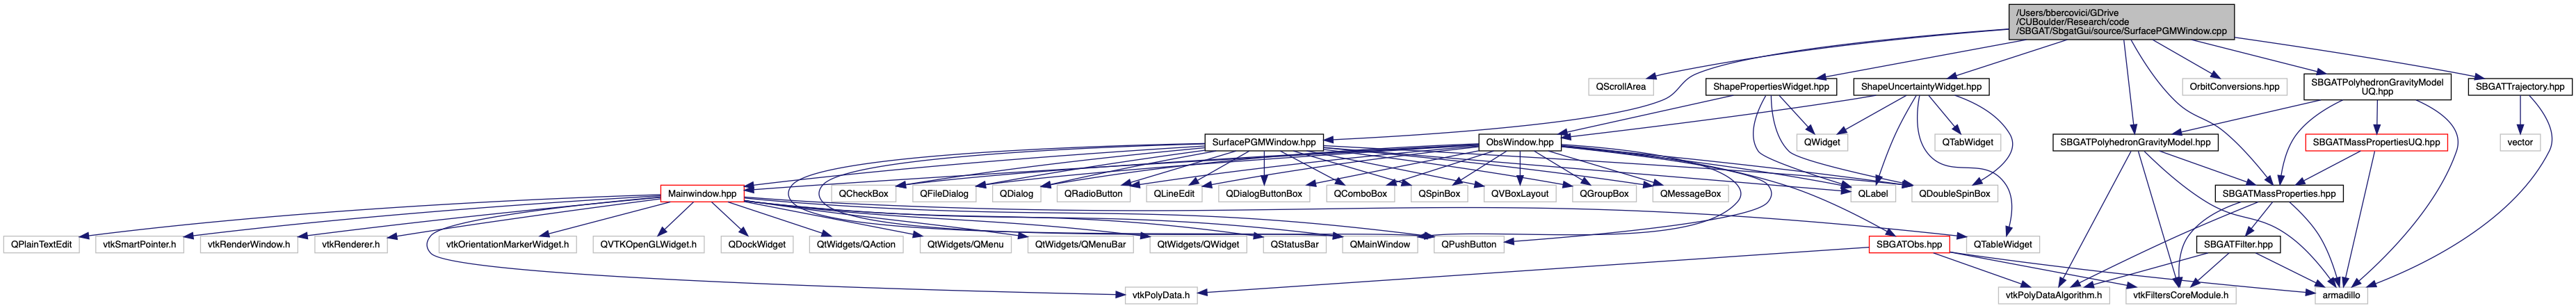 /Users/bbercovici/GDrive
/CUBoulder/Research/code
/SBGAT/SbgatGui/source/SurfacePGMWindow.cpp
QScrollArea
ShapePropertiesWidget.hpp
ShapeUncertaintyWidget.hpp
OrbitConversions.hpp
SBGATPolyhedronGravityModel
UQ.hpp
SBGATTrajectory.hpp
SurfacePGMWindow.hpp
ObsWindow.hpp
QWidget
QTabWidget
SBGATPolyhedronGravityModel.hpp
SBGATMassPropertiesUQ.hpp
vector
Mainwindow.hpp
QCheckBox
QFileDialog
QDialog
QRadioButton
QLineEdit
QDialogButtonBox
QComboBox
QSpinBox
QVBoxLayout
QGroupBox
QMessageBox
QLabel
QDoubleSpinBox
SBGATMassProperties.hpp
QPlainTextEdit
vtkSmartPointer.h
vtkRenderWindow.h
vtkRenderer.h
vtkOrientationMarkerWidget.h
QVTKOpenGLWidget.h
QDockWidget
QtWidgets/QAction
QtWidgets/QMenu
QtWidgets/QMenuBar
QtWidgets/QWidget
QStatusBar
QMainWindow
QPushButton
SBGATObs.hpp
QTableWidget
SBGATFilter.hpp
vtkPolyData.h
vtkPolyDataAlgorithm.h
vtkFiltersCoreModule.h
armadillo